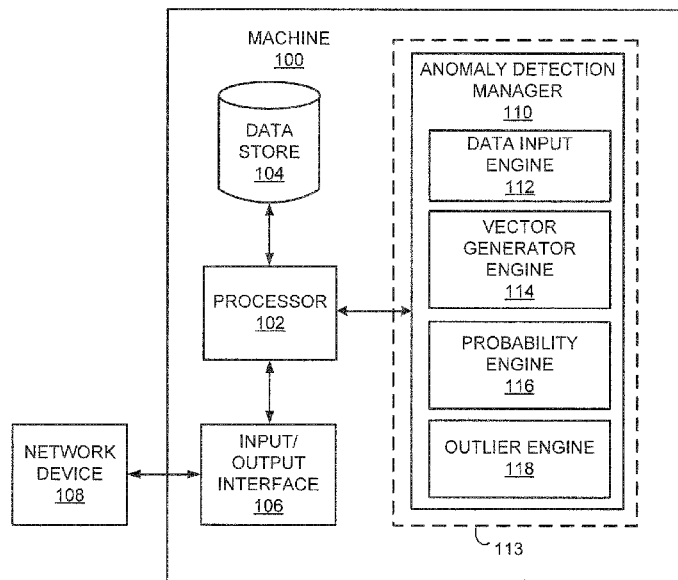 MACHINE
100
DATA
STORE
104
PROCESSOR
102
INPUT/
OUTPUT
INTERFACE
106
NETWORK
DEVICE
108
ANOMALY DETECTION
MANAGER
110
DATA INPUT
ENGINE
112
VECTOR
GENERATOR
ENGINE
114
PROBABILITY
ENGINE
116
OUTLIER ENGINE
118
113